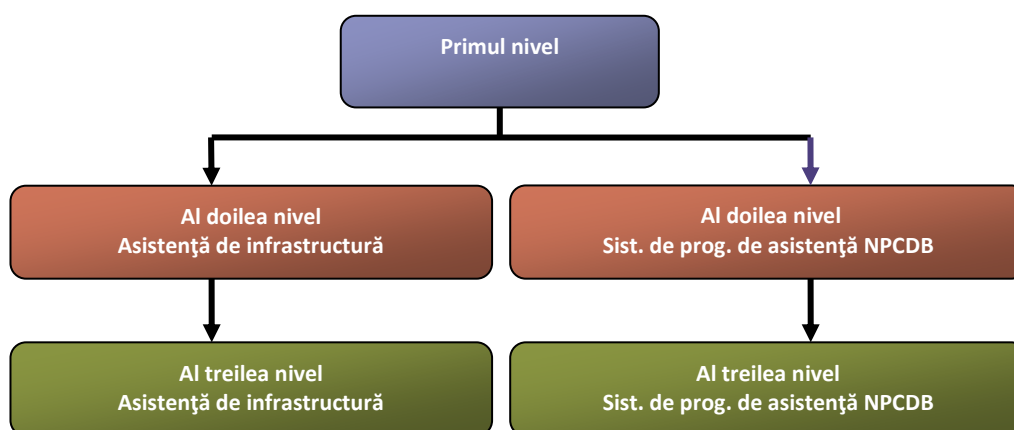 Primul nivel
Al doilea nivel
Asistenţă de infrastructură
Al doilea nivel
Sist. de prog. de asistenţă NPCDB
Al treilea nivel
Asistenţă de infrastructură
Al treilea nivel
Sist. de prog. de asistenţă NPCDB